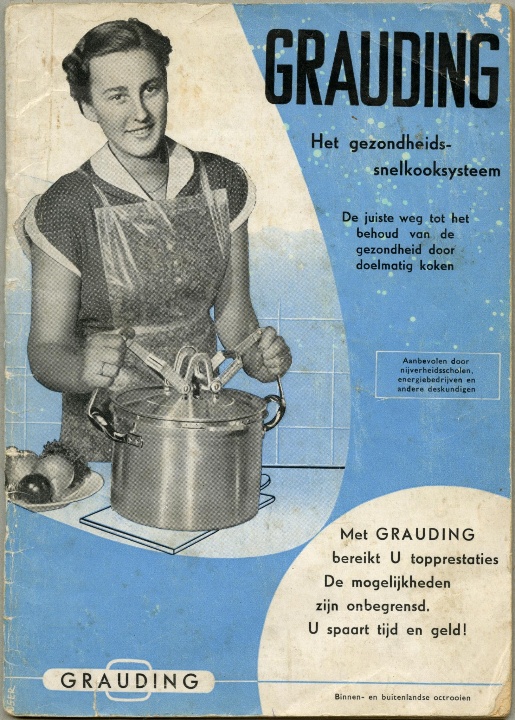 GRAUDING
Het gezondheids-
snelkooksysteem
De juiste weg tot het
behoud van de
gezondheid door
doelmatig koken
Aanbevolen door
nijverheidsscholen,
energiebedrijven en
andere deskundigen
Met GRAUDING
bereikt U topprestaties
De mogelijkheden
zijn onbegrensd.
U spaart tijd en geld!
GRAUDING
Binnen- en buitenlandse octrooien